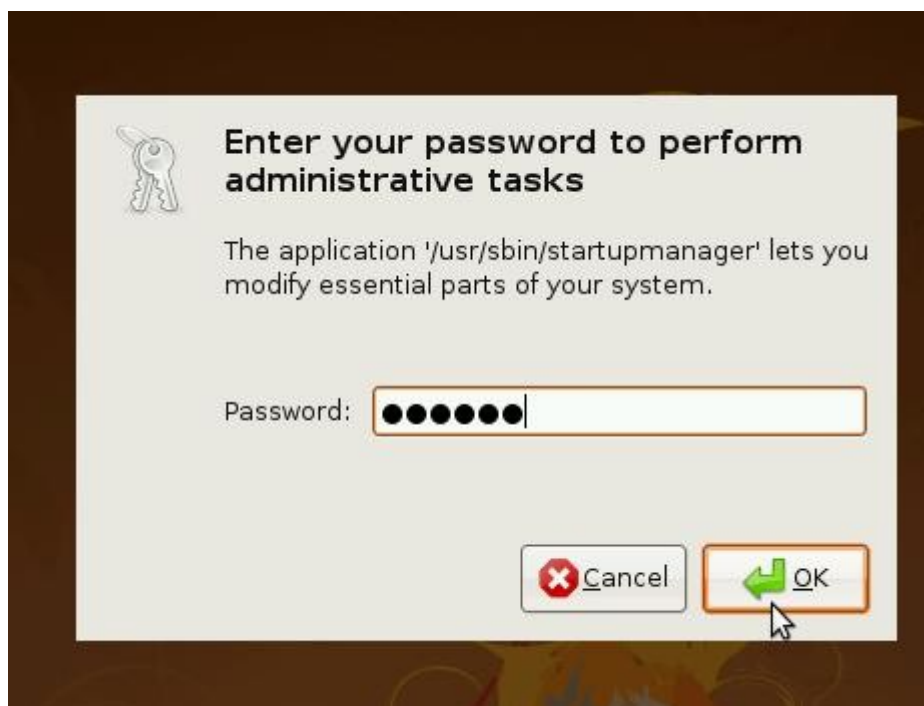 Enter your password to perform
administrative tasks
The application '/usr/sbin/startupmanager' lets you
modify essential parts of your system.
Password: ●●●●●●
Cancel OK